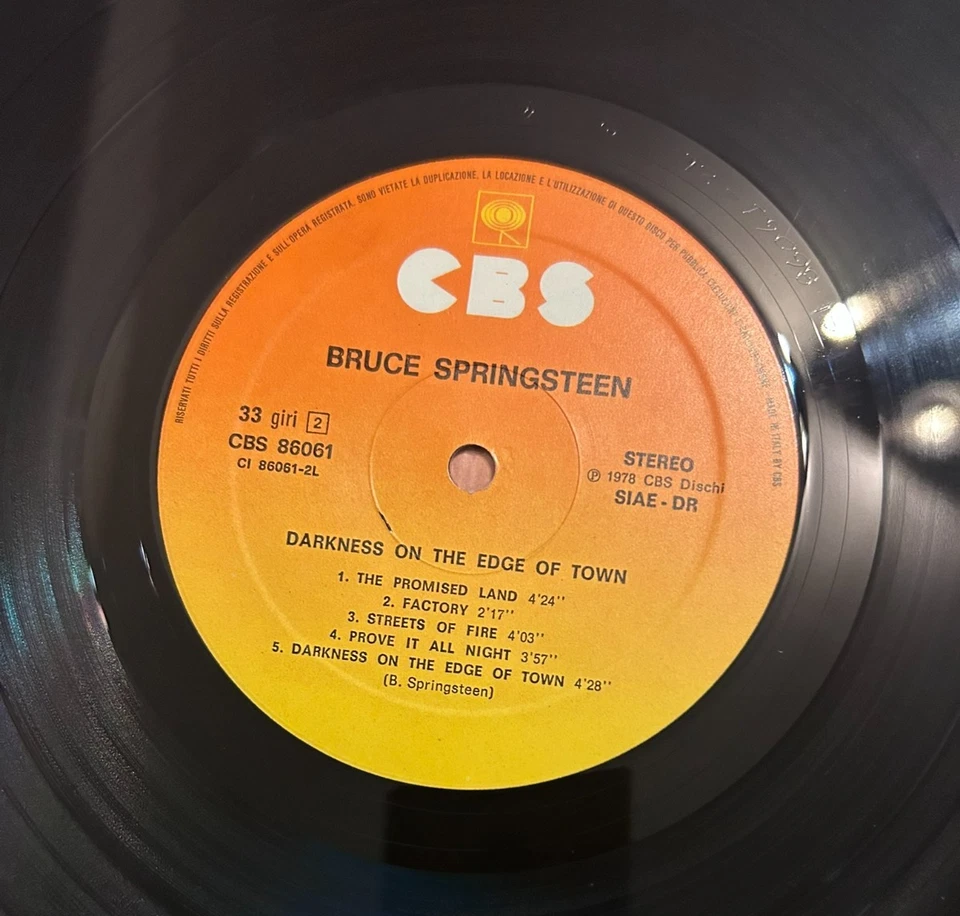 RISERVATI TUTTI I DIRITTI SULLA REGISTRAZIONE E SULL'OPERA REGISTRATA. SONO VIETATE LA DUPLICAZIONE, LA LOCAZIONE E L'UTILIZZAZIONE DI QUESTO DISCO PER PUBBLICA MADE IN ITALY BY CBS
CBS
BRUCE SPRINGSTEEN
33 giri 2
CBS 86061
CI 86061-2L
STEREO
℗ 1978 CBS Dischi
SIAE - DR
DARKNESS ON THE EDGE OF TOWN
1. THE PROMISED LAND 4'24''
2. FACTORY 2'17''
3. STREETS OF FIRE 4'03''
4. PROVE IT ALL NIGHT 3'57''
5. DARKNESS ON THE EDGE OF TOWN 4'28''
(B. Springsteen)